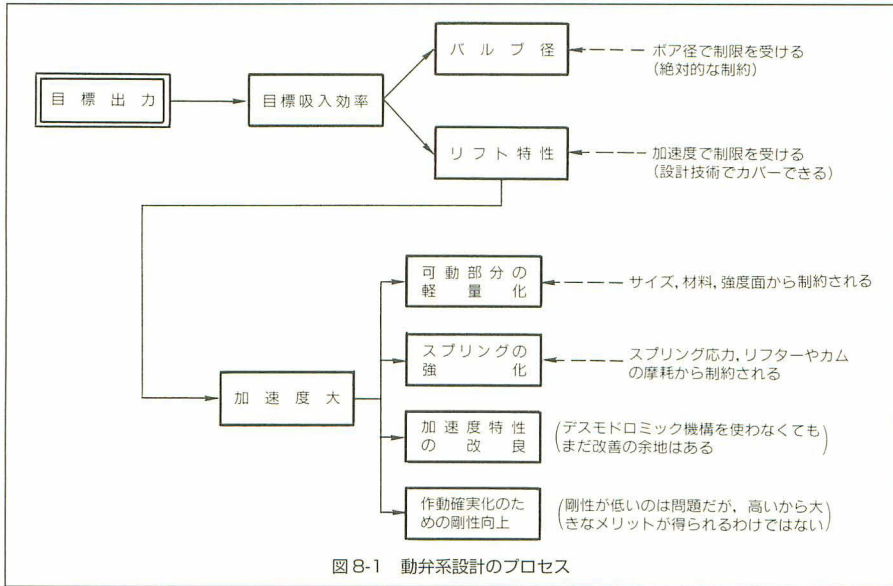 バルブ径
ボア径で制限を受ける
(絶対的な制約)
目標出力
目標吸入効率
リフト特性
加速度で制限を受ける
(設計技術でカバーできる)
可動部分の
軽量化
サイズ, 材料, 強度面から制約される
スプリングの
強化
スプリング応力, リフターやカム
の摩耗から制約される
加速度大
加速度特性
の改良
(デスモドロミック機構を使わなくても
まだ改善の余地はある)
作動確実化のた
めの剛性向上
(剛性が低いのは問題だが, 高いから大
きなメリットが得られるわけではない)
図8-1 動弁系設計のプロセス